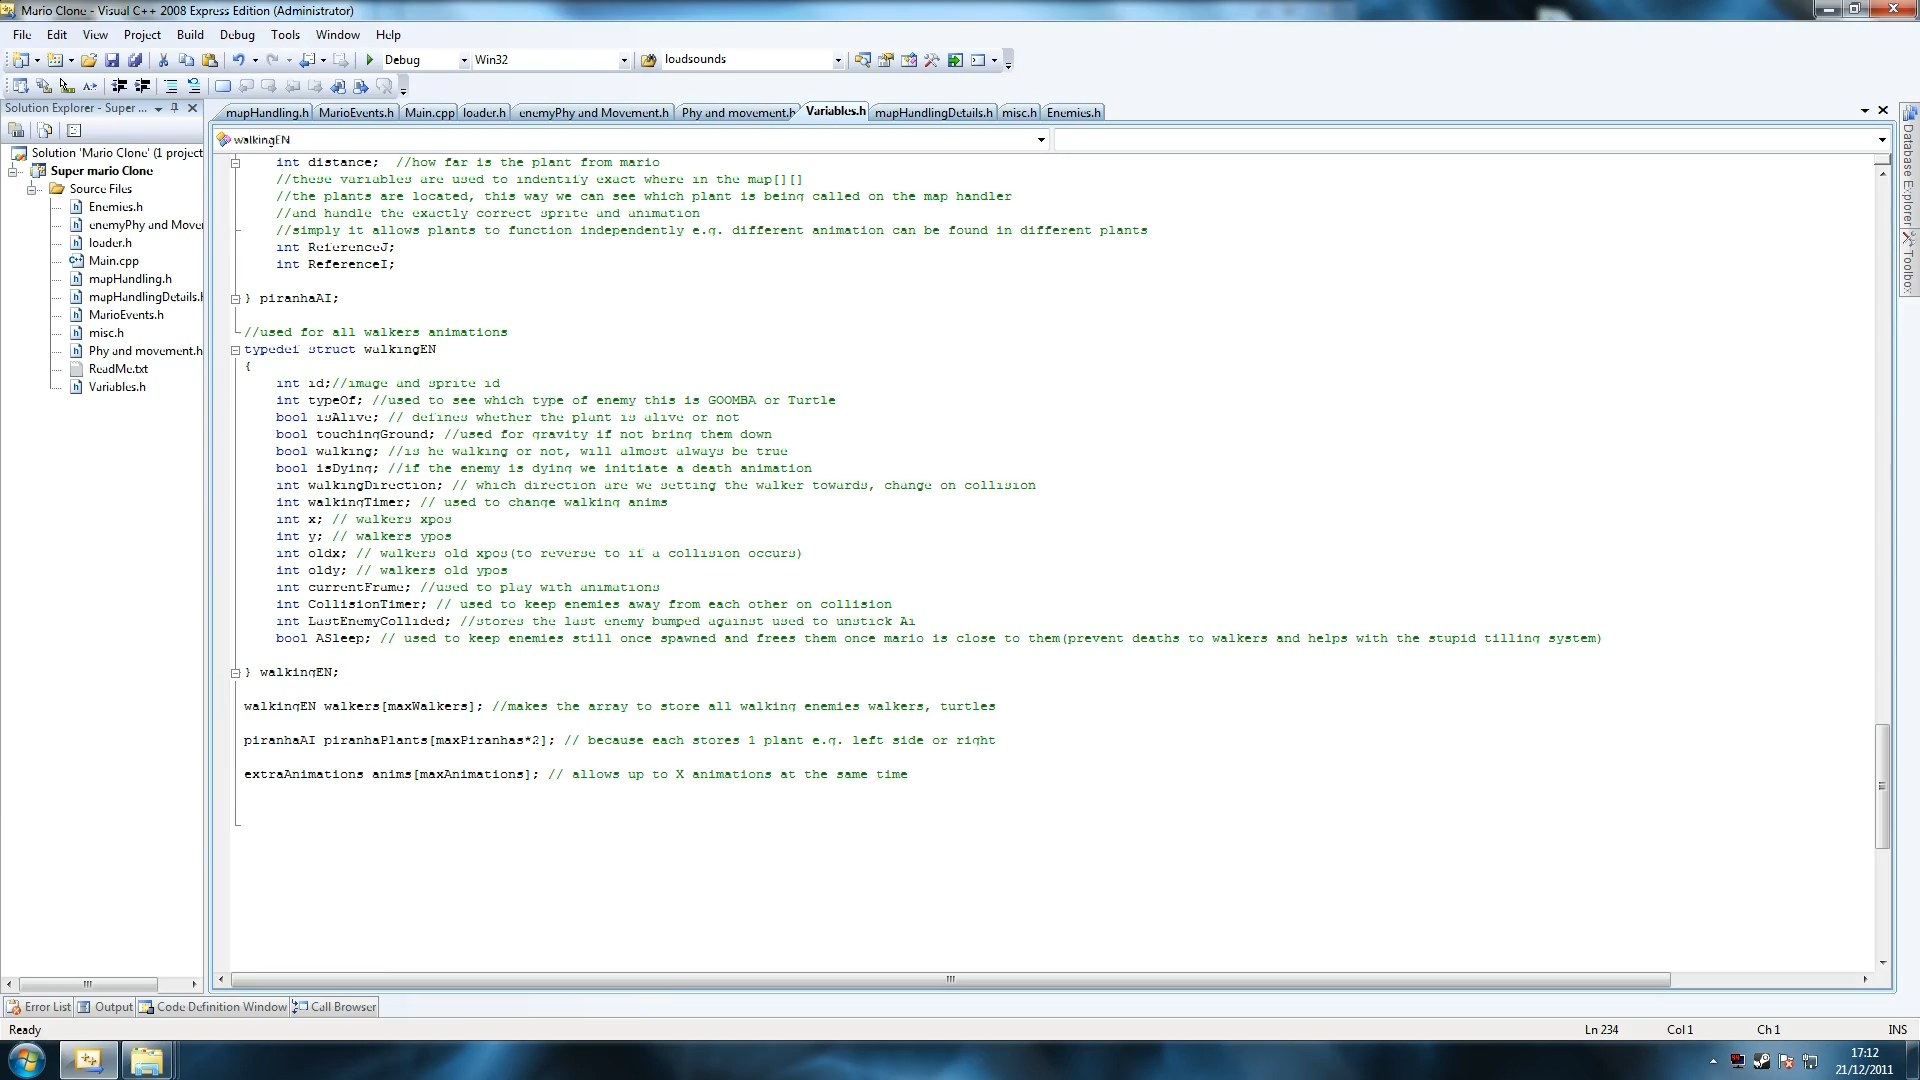 Mario Clone - Visual C++ 2008 Express Edition (Administrator)
File Edit View Project Build Debug Tools Window Help
Debug Win32 loadsounds
Solution Explorer - Super ...
mapHandling.h MarioEvents.h Main.cpp loader.h enemyPhy and Movement.h Phy and movement.h Variables.h mapHandlingDetails.h misc.h Enemies.h
walkingEN
Solution 'Mario Clone' (1 project
Super mario Clone
Source Files
Enemies.h
enemyPhy and Move
loader.h
Main.cpp
mapHandling.h
mapHandlingDetails.h
MarioEvents.h
misc.h
Phy and movement.h
ReadMe.txt
Variables.h
int distance;  //how far is the plant from mario
//these variables are used to indentify exact where in the map[][]
//the plants are located, this way we can see which plant is being called on the map handler
//and handle the exactly correct sprite and animation
//simply it allows plants to function independently e.g. different animation can be found in different plants
int ReferenceJ;
int ReferenceI;
} piranhaAI;
//used for all walkers animations
typedef struct walkingEN
{
int id;//image and sprite id
int typeOf; //used to see which type of enemy this is GOOMBA or Turtle
bool isAlive; // defines whether the plant is alive or not
bool touchingGround; //used for gravity if not bring them down
bool walking; //is he walking or not, will almost always be true
bool isDying; //if the enemy is dying we initiate a death animation
int walkingDirection; // which direction are we setting the walker towards, change on collision
int walkingTimer; // used to change walking anims
int x; // walkers xpos
int y; // walkers ypos
int oldx; // walkers old xpos(to reverse to if a collision occurs)
int oldy; // walkers old ypos
int currentFrame; //used to play with animations
int CollisionTimer; // used to keep enemies away from each other on collision
int LastEnemyCollided; //stores the last enemy bumped against used to unstick Ai
bool ASleep; // used to keep enemies still once spawned and frees them once mario is close to them(prevent deaths to walkers and helps with the stupid tilling system)
} walkingEN;
walkingEN walkers[maxWalkers]; //makes the array to store all walking enemies walkers, turtles
piranhaAI piranhaPlants[maxPiranhas*2]; // because each stores 1 plant e.g. left side or right
extraAnimations anims[maxAnimations]; // allows up to X animations at the same time
Database Explorer
Toolbox
Error List Output Code Definition Window Call Browser
Ready Ln 234 Col 1 Ch 1 INS
17:12
21/12/2011